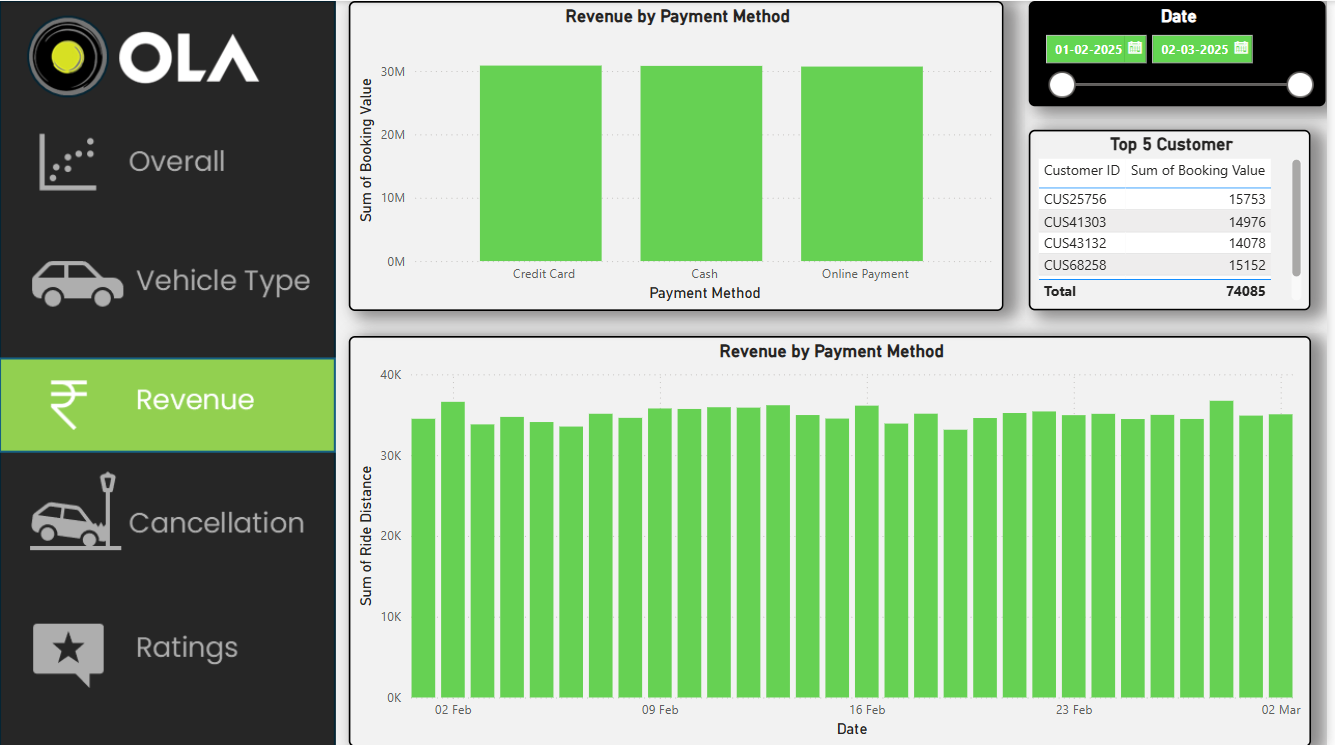 OLA
Overall
Vehicle Type
Revenue
Cancellation
Ratings
Revenue by Payment Method
Sum of Booking Value
30M
20M
10M
0M
Credit Card Cash Online Payment
Payment Method
Date
01-02-2025 02-03-2025
Top 5 Customer
Customer ID Sum of Booking Value
CUS25756 15753
CUS41303 14976
CUS43132 14078
CUS68258 15152
Total 74085
Revenue by Payment Method
Sum of Ride Distance
40K
30K
20K
10K
0K
02 Feb 09 Feb 16 Feb 23 Feb 02 Mar
Date